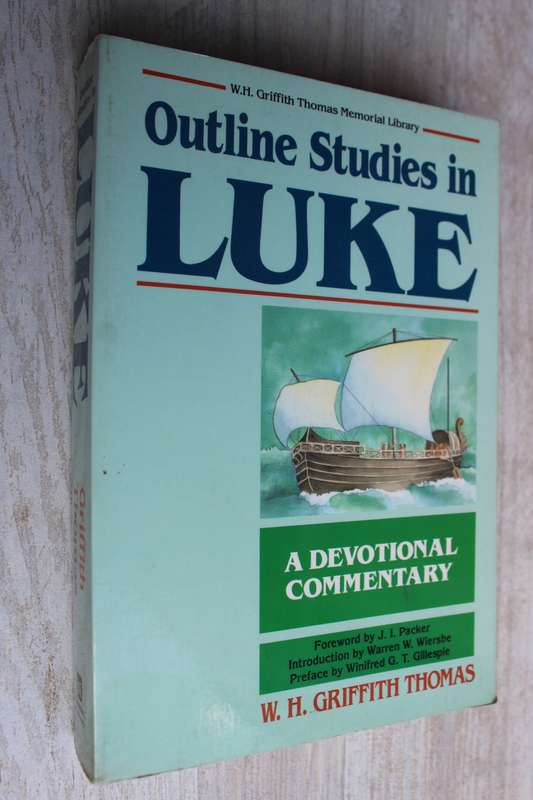 W.H. Griffith Thomas Memorial Library
Outline Studies in
LUKE
A DEVOTIONAL
COMMENTARY
Foreword by J. I. Packer
Introduction by Warren W. Wiersbe
Preface by Winifred G. T. Gillespie
W. H. GRIFFITH THOMAS
LUKE
Griffith